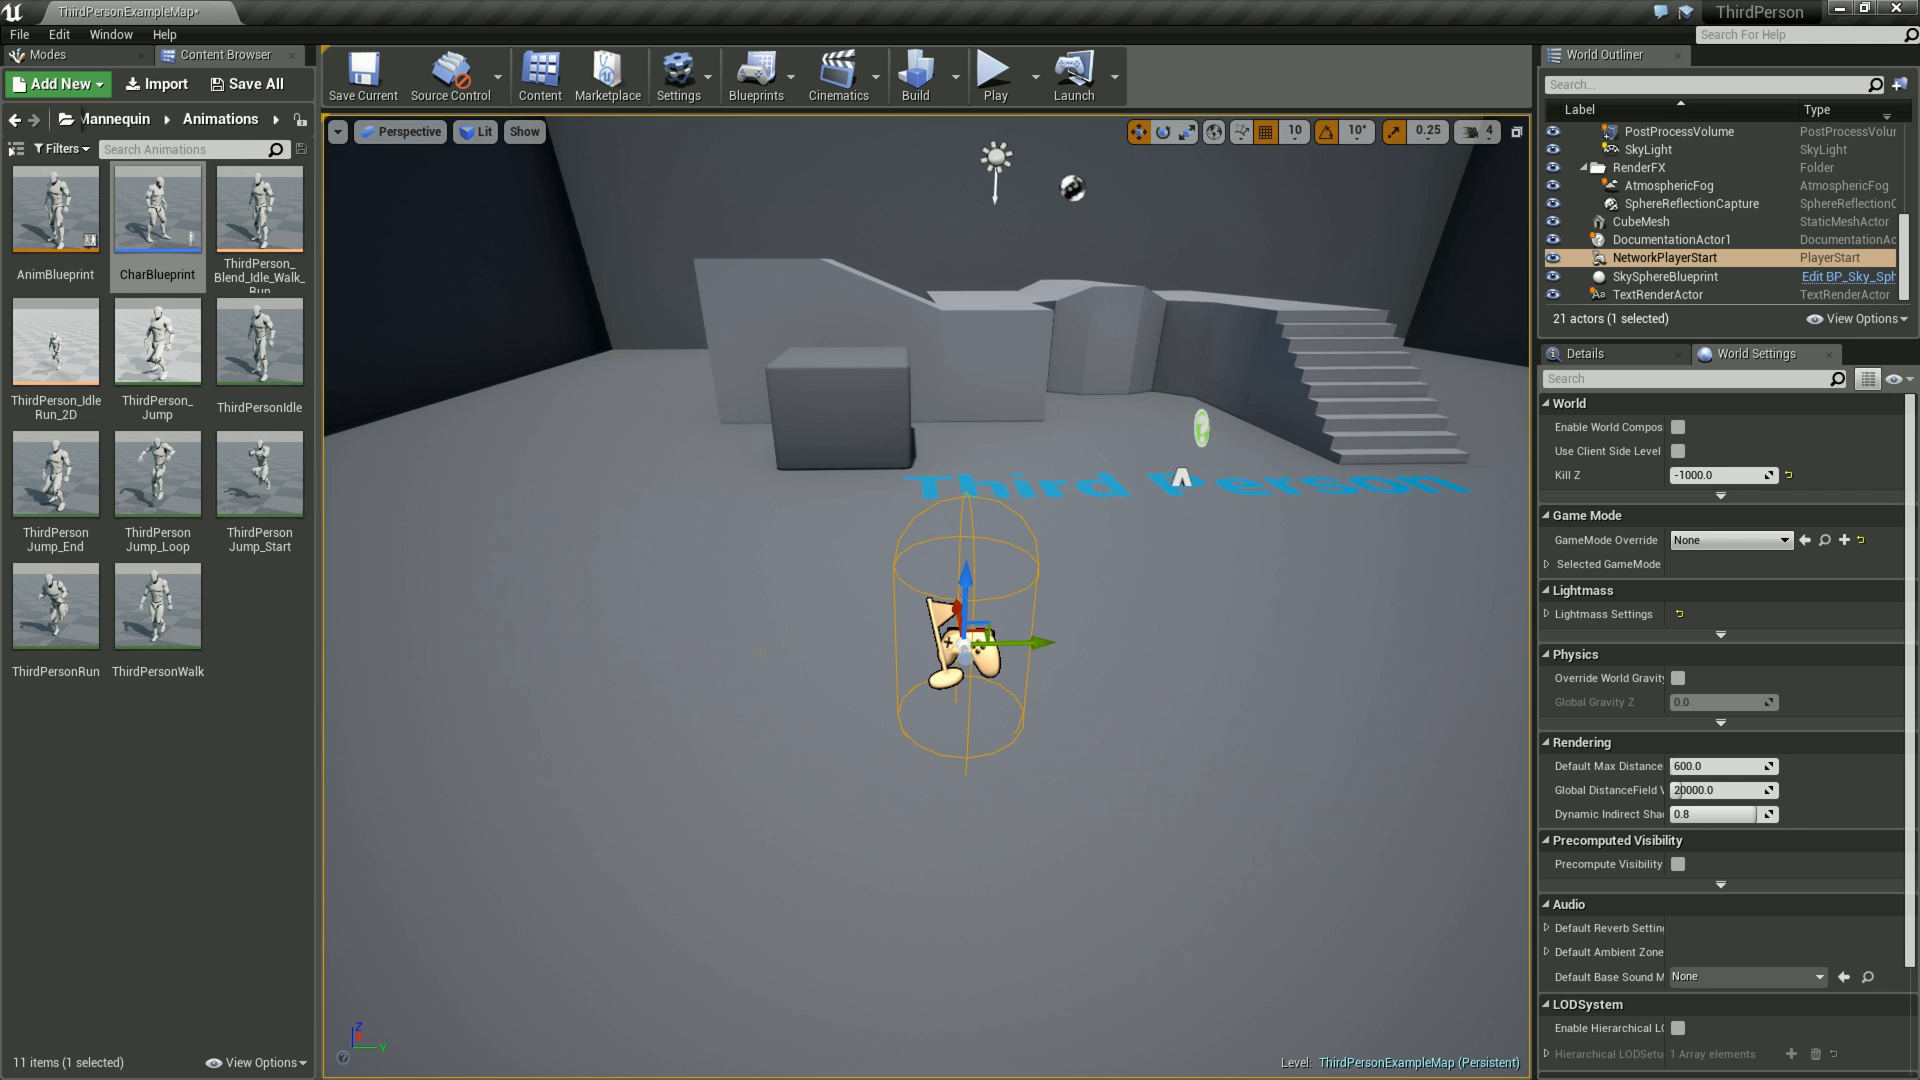 ThirdPersonExampleMap*
ThirdPerson
File Edit Window Help
Search For Help
Modes
Content Browser
Add New
Import
Save All
Mannequin
Animations
Filters
Search Animations
AnimBlueprint
CharBlueprint
ThirdPerson_
Blend_Idle_Walk_
Run
ThirdPerson_Idle
Run_2D
ThirdPerson_
Jump
ThirdPersonIdle
ThirdPerson
Jump_End
ThirdPerson
Jump_Loop
ThirdPerson
Jump_Start
ThirdPersonRun
ThirdPersonWalk
11 items (1 selected)
View Options
Save Current
Source Control
Content
Marketplace
Settings
Blueprints
Cinematics
Build
Play
Launch
Perspective
Lit
Show
10
10°
0.25
4
Third Person
Z
Y
Level: ThirdPersonExampleMap (Persistent)
World Outliner
Search...
Label Type
PostProcessVolume PostProcessVolur
SkyLight SkyLight
RenderFX Folder
AtmosphericFog AtmosphericFog
SphereReflectionCapture SphereReflectionC
CubeMesh StaticMeshActor
DocumentationActor1 DocumentationAc
NetworkPlayerStart PlayerStart
SkySphereBlueprint Edit BP_Sky_Sph
TextRenderActor TextRenderActor
21 actors (1 selected)
View Options
Details
World Settings
Search
World
Enable World Compos
Use Client Side Level
Kill Z -1000.0
Game Mode
GameMode Override None
Selected GameMode
Lightmass
Lightmass Settings
Physics
Override World Gravity
Global Gravity Z 0.0
Rendering
Default Max Distance 600.0
Global DistanceField V 20000.0
Dynamic Indirect Sha 0.8
Precomputed Visibility
Precompute Visibility
Audio
Default Reverb Setting
Default Ambient Zone
Default Base Sound M None
LODSystem
Enable Hierarchical LO
Hierarchical LODSetu 1 Array elements